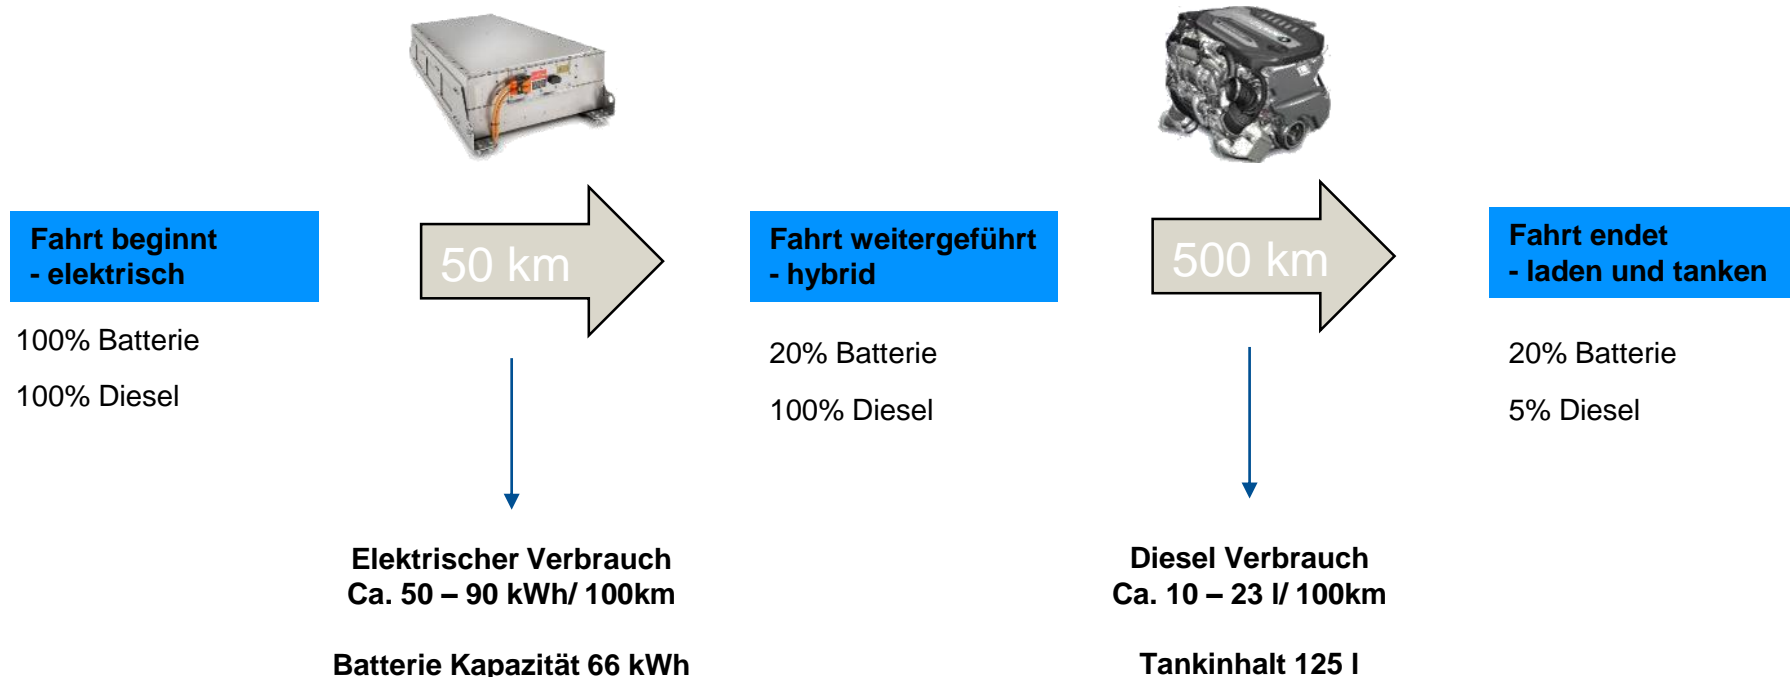 Fahrt beginnt
- elektrisch
100% Batterie
100% Diesel
50 km
Elektrischer Verbrauch
Ca. 50 – 90 kWh/ 100km
Batterie Kapazität 66 kWh
Fahrt weitergeführt
- hybrid
20% Batterie
100% Diesel
500 km
Diesel Verbrauch
Ca. 10 – 23 l/ 100km
Tankinhalt 125 l
Fahrt endet
- laden und tanken
20% Batterie
5% Diesel